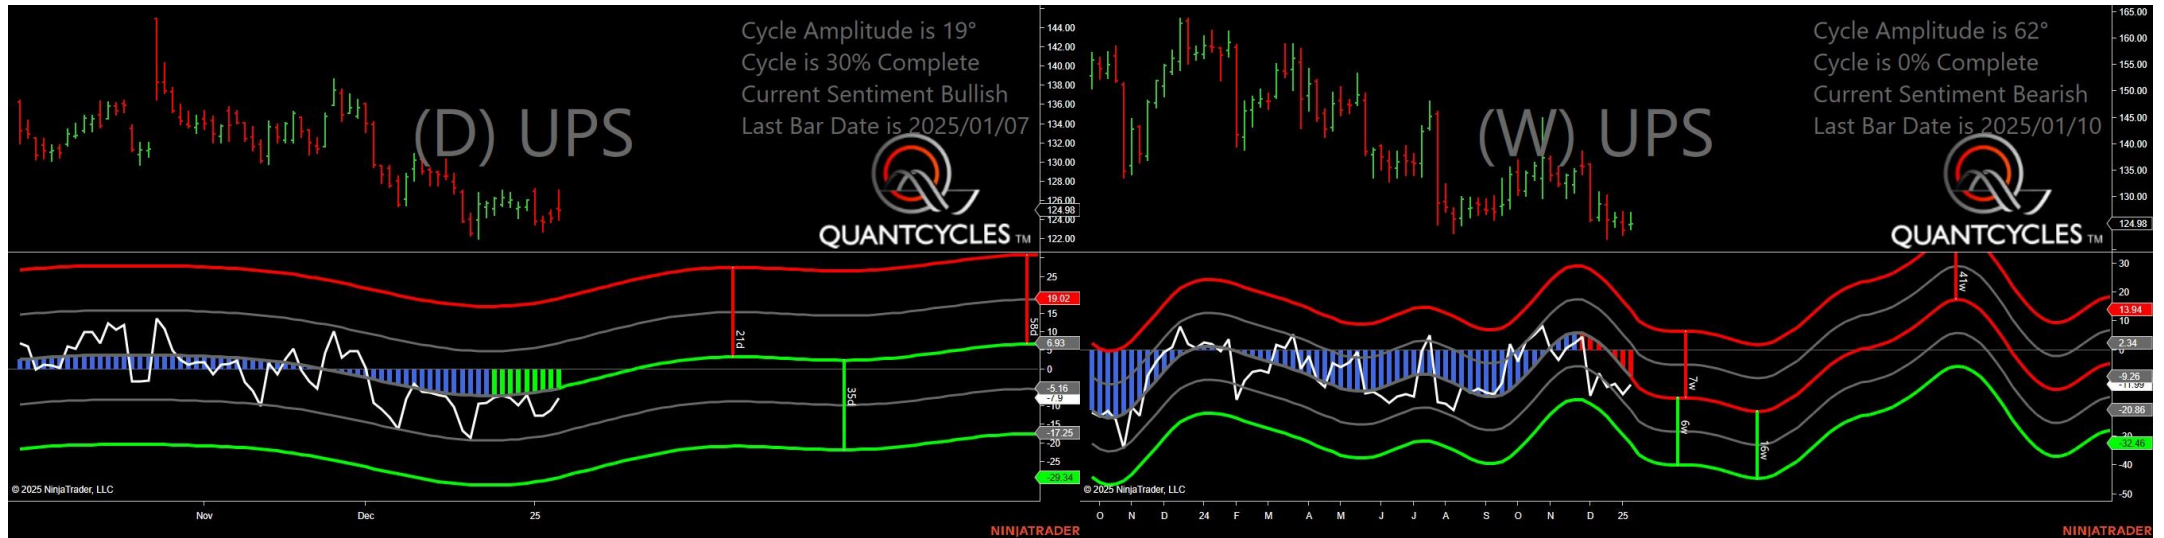 Cycle Amplitude is 19°
Cycle is 30% Complete
Current Sentiment Bullish
Last Bar Date is 2025/01/07
(D) UPS
QUANTCYCLES TM
144.00
142.00
140.00
138.00
136.00
134.00
132.00
130.00
128.00
126.00
124.98
124.00
122.00
25
19.02
15
10
6.93
5
0
-5.16
-7.9
-10
-15
-17.25
-20
-25
-29.34
21d
35d
58d
© 2025 NinjaTrader, LLC
Nov
Dec
25
NINJATRADER
Cycle Amplitude is 62°
Cycle is 0% Complete
Current Sentiment Bearish
Last Bar Date is 2025/01/10
(W) UPS
QUANTCYCLES TM
165.00
160.00
155.00
150.00
145.00
140.00
135.00
130.00
124.98
30
20
13.94
10
2.34
0
-9.26
-11.99
-20.86
-32.46
-40
-50
7w
6w
16w
41w
© 2025 NinjaTrader, LLC
O N D 24 F M A M J J A S O N D 25
NINJATRADER